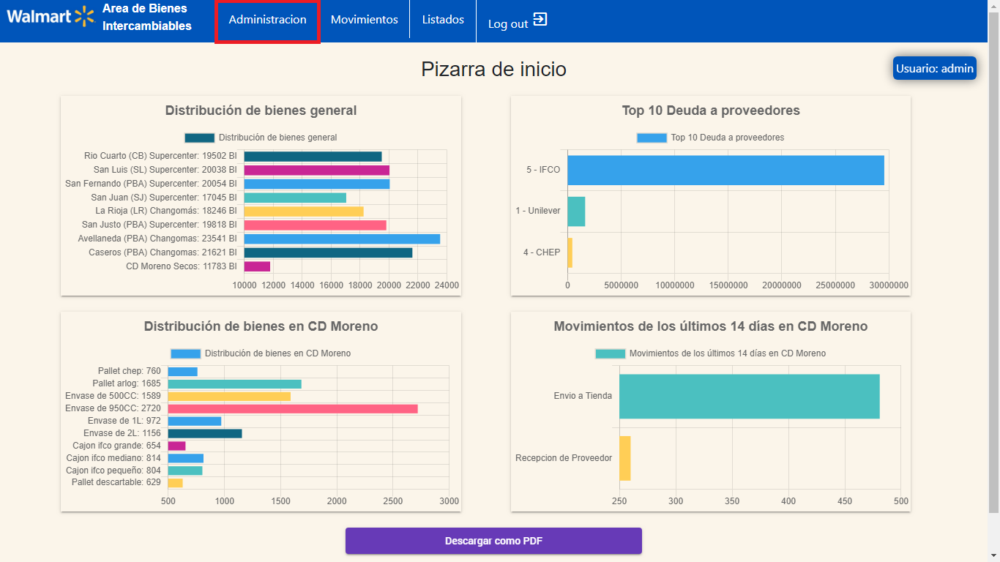 Walmart
Area de Bienes
Intercambiables
Administracion
Movimientos
Listados
Log out
Pizarra de inicio
Usuario: admin
Distribución de bienes general
Distribución de bienes general
Rio Cuarto (CB) Supercenter: 19502 BI
San Luis (SL) Supercenter: 20038 BI
San Fernando (PBA) Supercenter: 20054 BI
San Juan (SJ) Supercenter: 17045 BI
La Rioja (LR) Changomás: 18246 BI
San Justo (PBA) Supercenter: 19818 BI
Avellaneda (PBA) Changomas: 23541 BI
Caseros (PBA) Changomas: 21621 BI
CD Moreno Secos: 11783 BI
10000 12000 14000 16000 18000 20000 22000 24000
Top 10 Deuda a proveedores
Top 10 Deuda a proveedores
5 - IFCO
1 - Unilever
4 - CHEP
0 5000000 10000000 15000000 20000000 25000000 30000000
Distribución de bienes en CD Moreno
Distribución de bienes en CD Moreno
Pallet chep: 760
Pallet arlog: 1685
Envase de 500CC: 1589
Envase de 950CC: 2720
Envase de 1L: 972
Envase de 2L: 1156
Cajon ifco grande: 654
Cajon ifco mediano: 814
Cajon ifco pequeño: 804
Pallet descartable: 629
500 1000 1500 2000 2500 3000
Movimientos de los últimos 14 días en CD Moreno
Movimientos de los últimos 14 días en CD Moreno
Envio a Tienda
Recepcion de Proveedor
250 300 350 400 450 500
Descargar como PDF